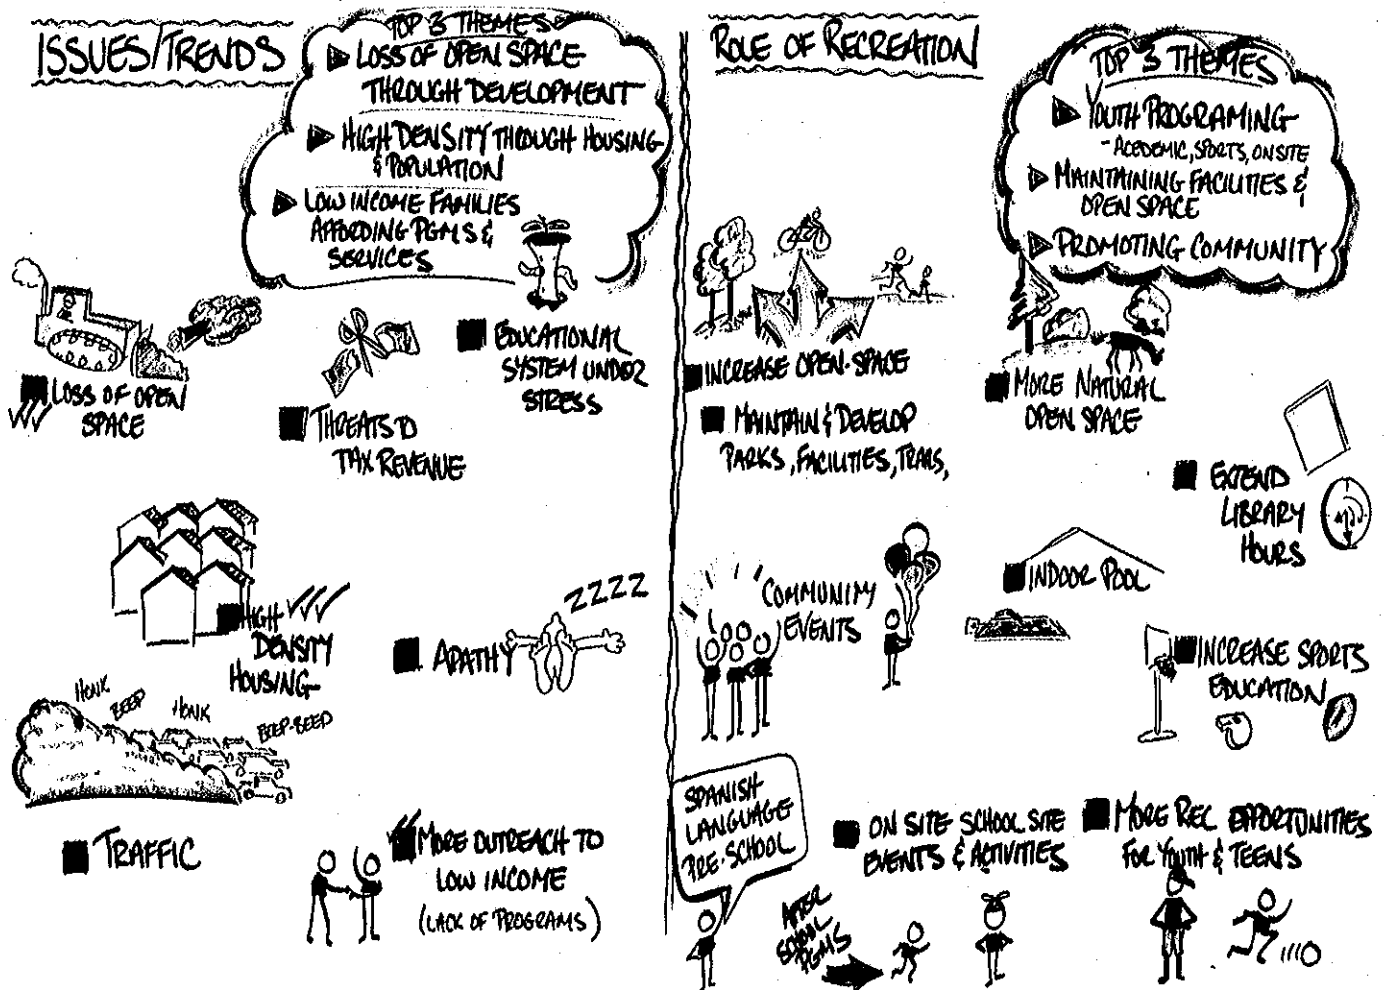 ISSUES/TRENDS
TOP 3 THEMES
LOSS OF OPEN SPACE
THROUGH DEVELOPMENT
HIGH DENSITY THROUGH HOUSING
& POPULATION
LOW INCOME FAMILIES
AFFORDING PGMS &
SERVICES
LOSS OF OPEN
SPACE
THREATS TO
TAX REVENUE
EDUCATIONAL
SYSTEM UNDER
STRESS
HIGH
DENSITY
HOUSING
APATHY
ZZZZ
HONK
BEEP
HONK
BEEP-BEEP
TRAFFIC
MORE OUTREACH TO
LOW INCOME
(LACK OF PROGRAMS)
ROLE OF RECREATION
TOP 3 THEMES
YOUTH PROGRAMING
- ACEDEMIC, SPORTS, ONSITE
MAINTAINING FACILITIES &
OPEN SPACE
PROMOTING COMMUNITY
INCREASE OPEN-SPACE
MAINTAIN & DEVELOP
PARKS, FACILITIES, TRAILS,
MORE NATURAL
OPEN SPACE
EXTEND
LIBRARY
HOURS
COMMUNITY
EVENTS
INDOOR POOL
INCREASE SPORTS
EDUCATION
SPANISH
LANGUAGE
PRE-SCHOOL
ON SITE SCHOOL SITE
EVENTS & ACTIVITIES
MORE REC OPPORTUNITIES
FOR YOUTH & TEENS
AFTER
SCHOOL
PGMS